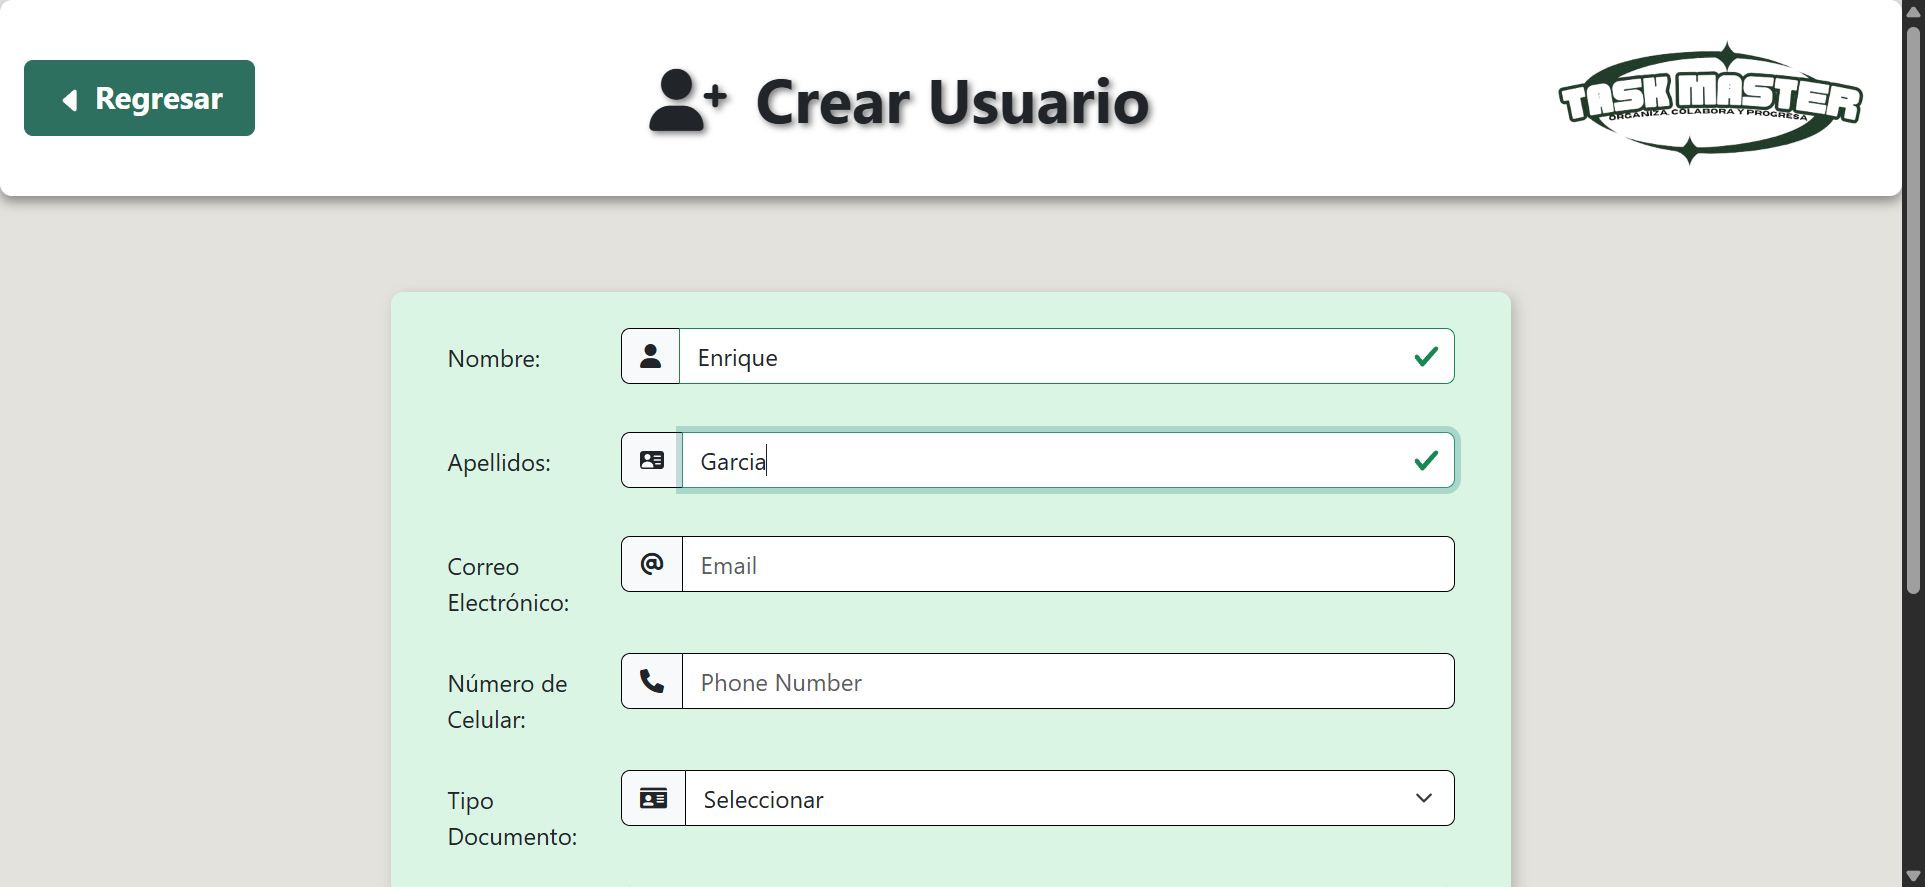 Regresar
Crear Usuario
TASK MASTER
ORGANIZA, COLABORA Y PROGRESA
Nombre:
Enrique
Apellidos:
Garcia
Correo
Electrónico:
Email
Número de
Celular:
Phone Number
Tipo
Documento:
Seleccionar